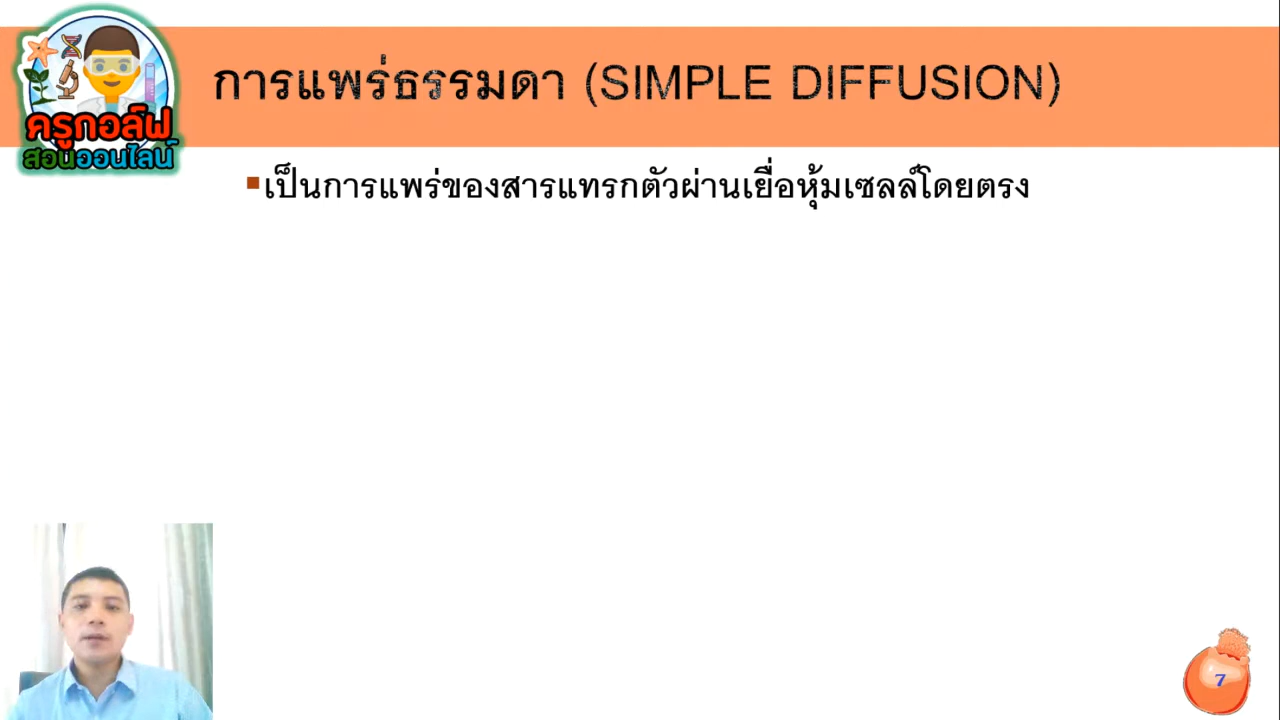 การแพร่ธรรมดา (SIMPLE DIFFUSION)
ครูกอล์ฟ
สอนออนไลน์
▪เป็นการแพร่ของสารแทรกตัวผ่านเยื่อหุ้มเซลล์โดยตรง
7